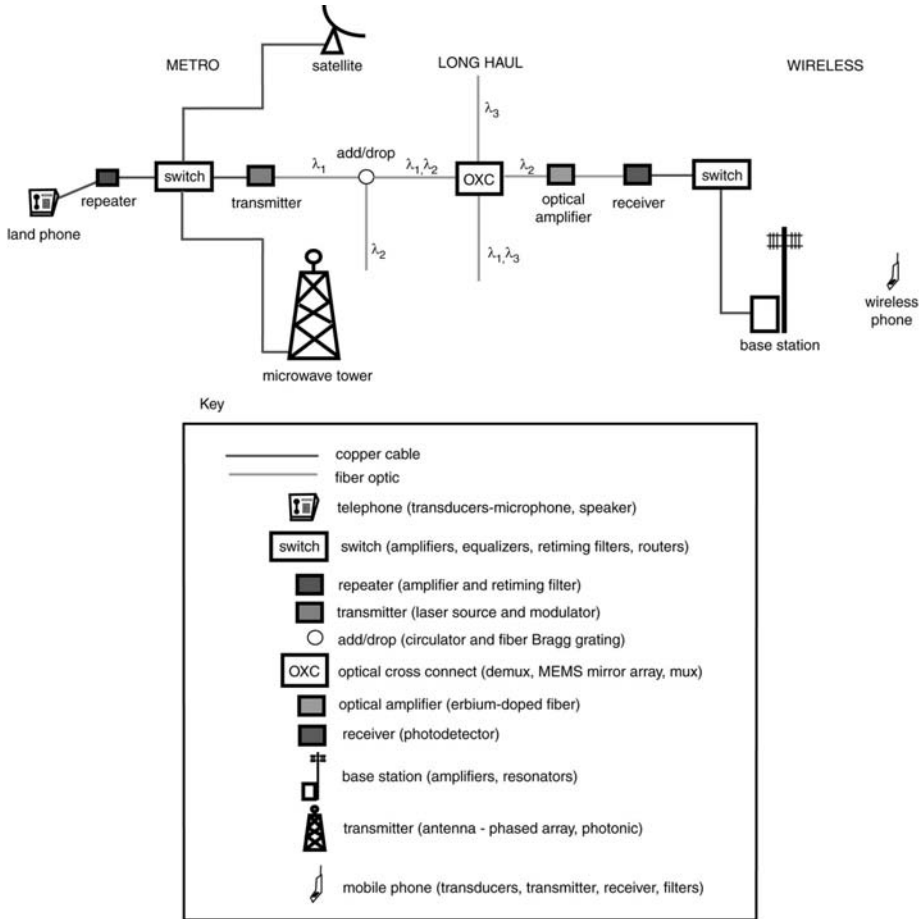 METRO
satellite
LONG HAUL
WIRELESS
λ3
add/drop
λ1
λ1,λ2
λ2
switch
OXC
switch
repeater
transmitter
optical
amplifier
receiver
land phone
λ2
λ1,λ3
wireless
phone
base station
microwave tower
Key
copper cable
fiber optic
telephone (transducers-microphone, speaker)
switch switch (amplifiers, equalizers, retiming filters, routers)
repeater (amplifier and retiming filter)
transmitter (laser source and modulator)
add/drop (circulator and fiber Bragg grating)
OXC optical cross connect (demux, MEMS mirror array, mux)
optical amplifier (erbium-doped fiber)
receiver (photodetector)
base station (amplifiers, resonators)
transmitter (antenna - phased array, photonic)
mobile phone (transducers, transmitter, receiver, filters)